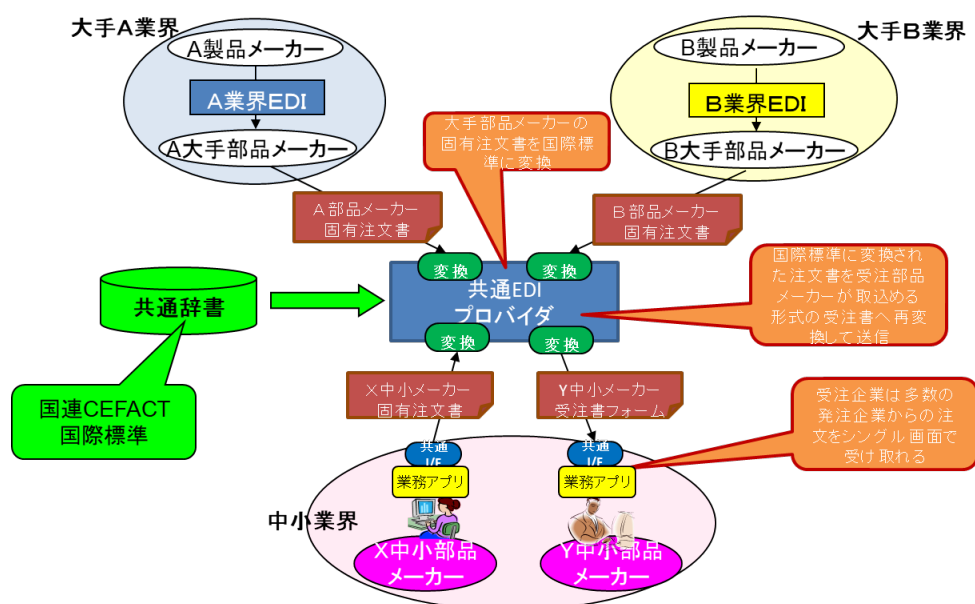 大手A業界
A製品メーカー
A業界EDI
A大手部品メーカー
大手B業界
B製品メーカー
B業界EDI
B大手部品メーカー
大手部品メーカーの
固有注文書を国際標
準に変換
A部品メーカー
固有注文書
B部品メーカー
固有注文書
変換
変換
共通EDI
プロバイダ
変換
変換
国際標準に変換され
た注文書を受注部品
メーカーが取込める
形式の受注書へ再変
換して送信
共通辞書
国連CEFACT
国際標準
X中小メーカー
固有注文書
Y中小メーカー
受注書フォーム
受注企業は多数の
発注企業からの注
文をシングル画面で
受け取れる
共通
I/F
業務アプリ
共通
I/F
業務アプリ
中小業界
X中小部品
メーカー
Y中小部品
メーカー